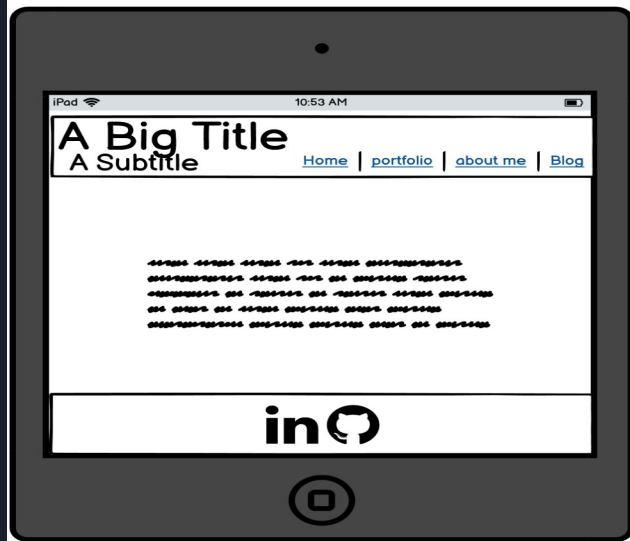 iPad 10:53 AM
A Big Title
A Subtitle
Home | portfolio | about me | Blog
in